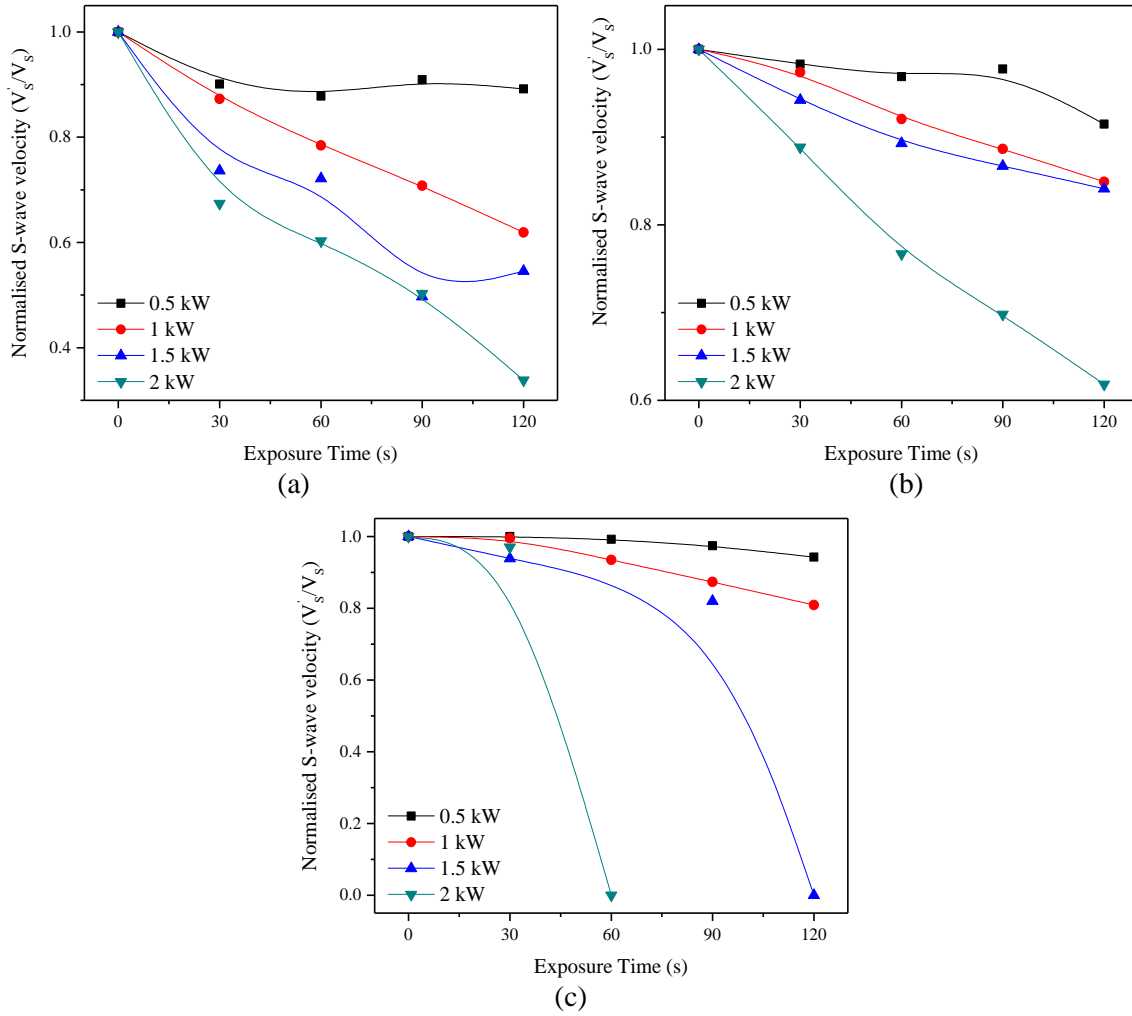 Normalised S-wave velocity (V'S/VS)
1.0
0.8
0.6
0.4
0.5 kW
1 kW
1.5 kW
2 kW
0 30 60 90 120
Exposure Time (s)
(a)
Normalised S-wave velocity (V'S/VS)
1.0
0.8
0.6
0.5 kW
1 kW
1.5 kW
2 kW
0 30 60 90 120
Exposure Time (s)
(b)
Normalised S-wave velocity (V'S/VS)
1.0
0.8
0.6
0.4
0.2
0.0
0.5 kW
1 kW
1.5 kW
2 kW
0 30 60 90 120
Exposure Time (s)
(c)